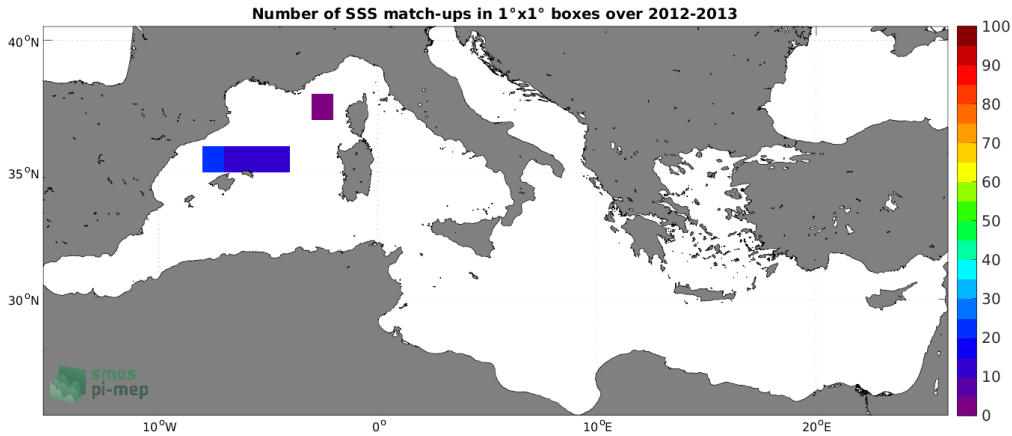 Number of SSS match-ups in 1°x1° boxes over 2012-2013
40°N
35°N
30°N
10°W
0°
10°E
20°E
100
90
80
70
60
50
40
30
20
10
0
smos
pi-mep